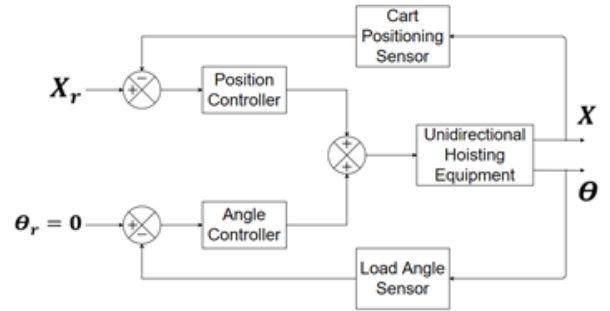 Cart
Positioning
Sensor
−
X_r
+
Position
Controller
X
+
+
Unidirectional
Hoisting
Equipment
Θ
Θ_r = 0
+
−
Angle
Controller
Load Angle
Sensor